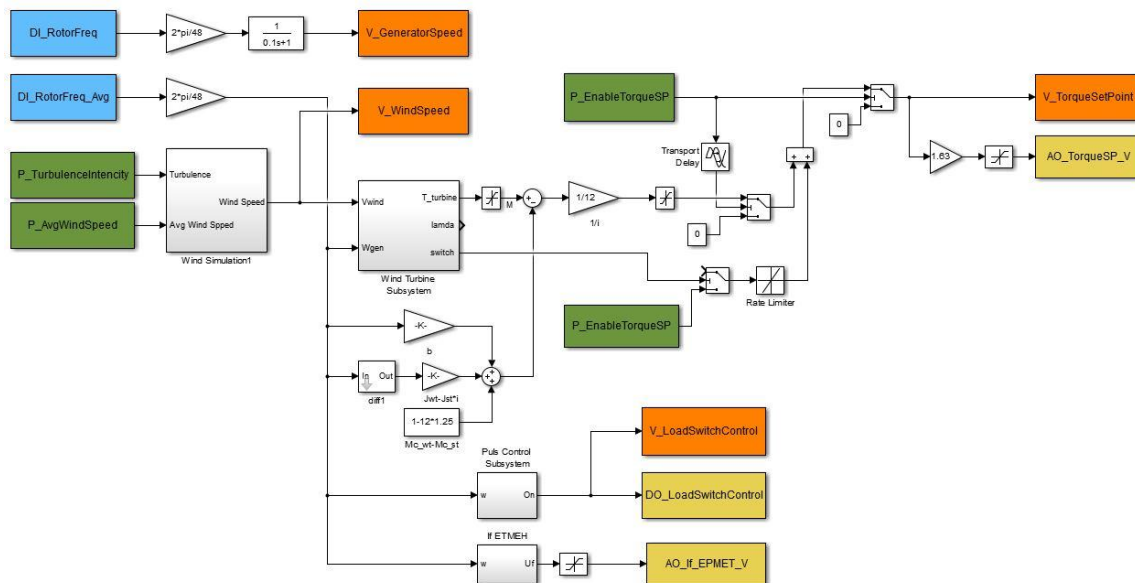 DI_RotorFreq
2*pi/48
1
0.1s+1
V_GeneratorSpeed
DI_RotorFreq_Avg
2*pi/48
V_WindSpeed
P_EnableTorqueSP
0
V_TorqueSetPoint
1.63
AO_TorqueSP_V
Transport
Delay
P_TurbulenceIntencity
P_AvgWindSpeed
Turbulence
Wind Speed
Avg Wind Spped
Wind Simulation1
Vwind
T_turbine
lamda
Wgen
switch
Wind Turbine
Subsystem
M
+
-
1/12
1/i
0
+
+
Rate Limiter
P_EnableTorqueSP
-K-
b
In
Out
diff1
-K-
Jwt-Jst*i
+
+
+
1-12*1.25
Mc_wt-Mc_st
Puls Control
Subsystem
w
On
V_LoadSwitchControl
DO_LoadSwitchControl
If ETMEH
w
Uf
AO_If_EPMET_V